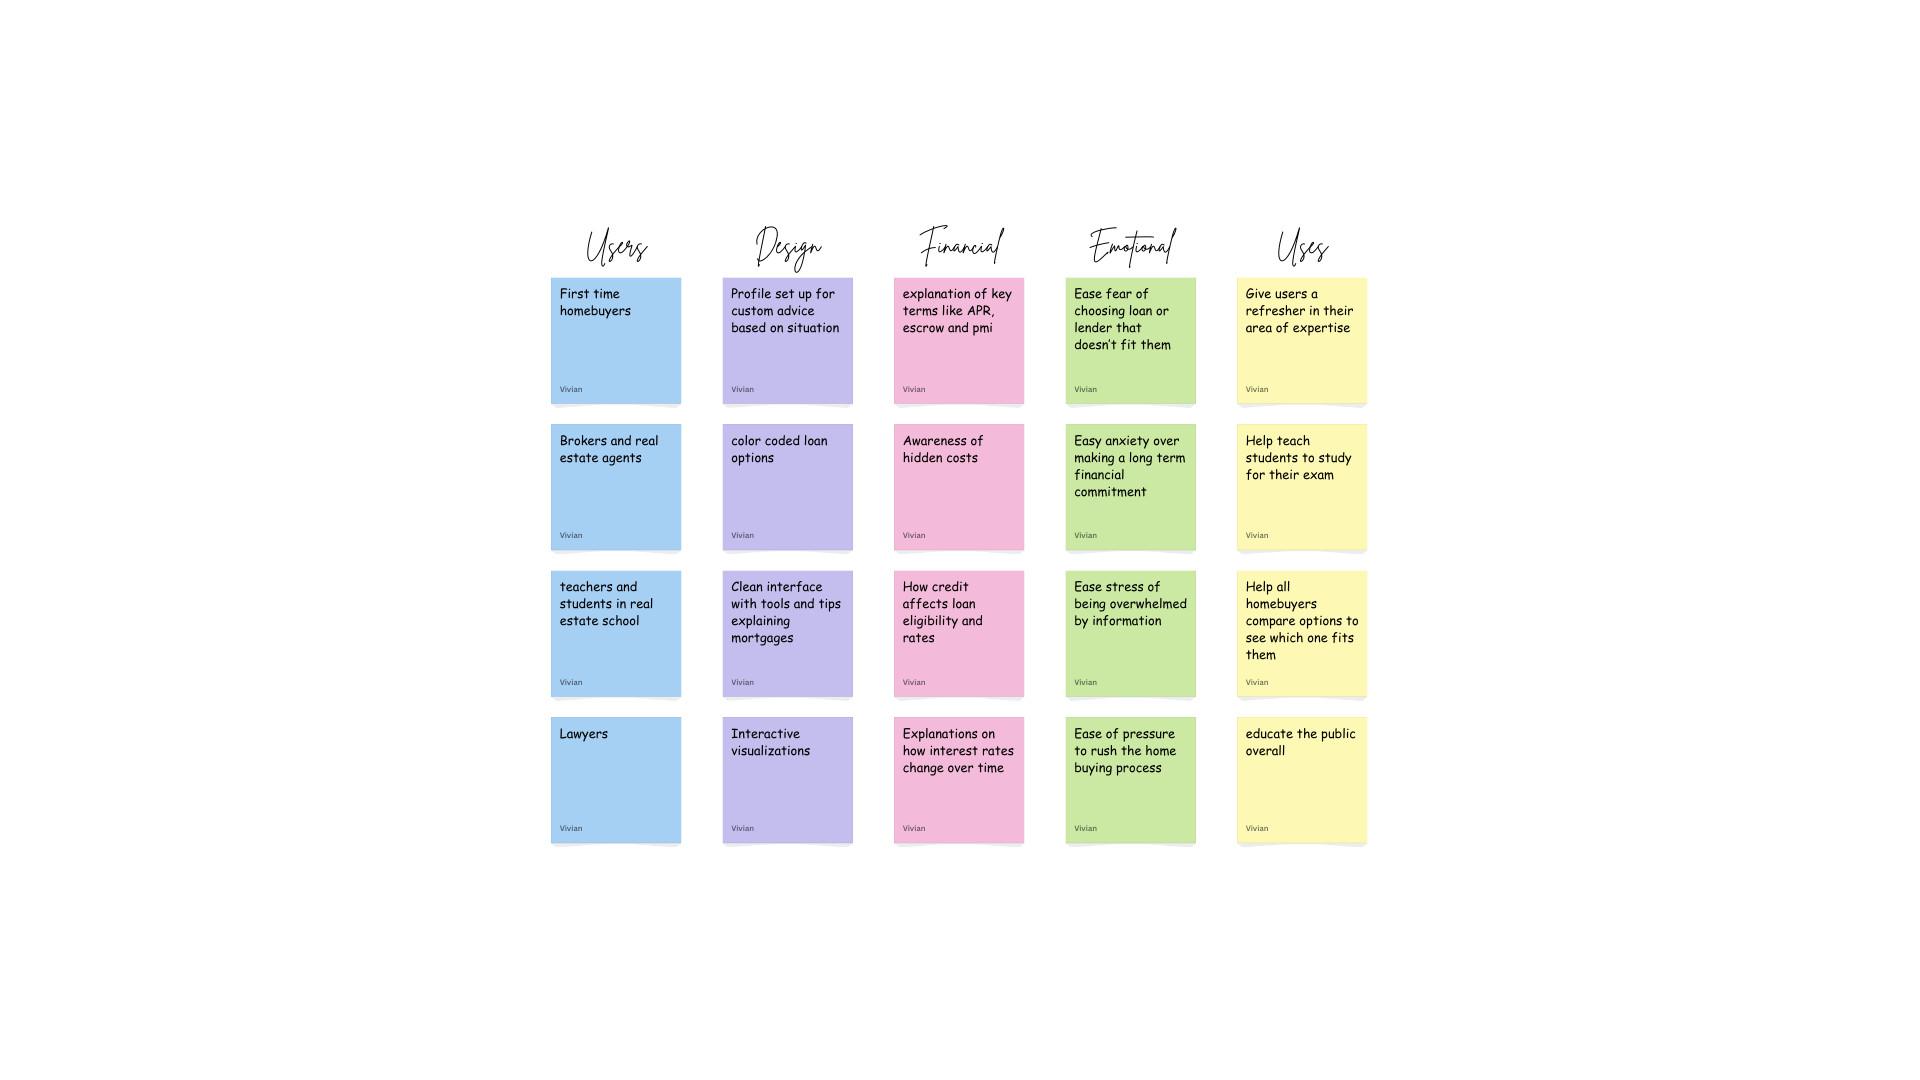 Users
First time
homebuyers
Vivian
Brokers and real
estate agents
Vivian
teachers and
students in real
estate school
Vivian
Lawyers
Vivian
Design
Profile set up for
custom advice
based on situation
Vivian
color coded loan
options
Vivian
Clean interface
with tools and tips
explaining
mortgages
Vivian
Interactive
visualizations
Vivian
Financial
explanation of key
terms like APR,
escrow and pmi
Vivian
Awareness of
hidden costs
Vivian
How credit
affects loan
eligibility and
rates
Vivian
Explanations on
how interest rates
change over time
Vivian
Emotional
Ease fear of
choosing loan or
lender that
doesn't fit them
Vivian
Easy anxiety over
making a long term
financial
commitment
Vivian
Ease stress of
being overwhelmed
by information
Vivian
Ease of pressure
to rush the home
buying process
Vivian
Uses
Give users a
refresher in their
area of expertise
Vivian
Help teach
students to study
for their exam
Vivian
Help all
homebuyers
compare options to
see which one fits
them
Vivian
educate the public
overall
Vivian